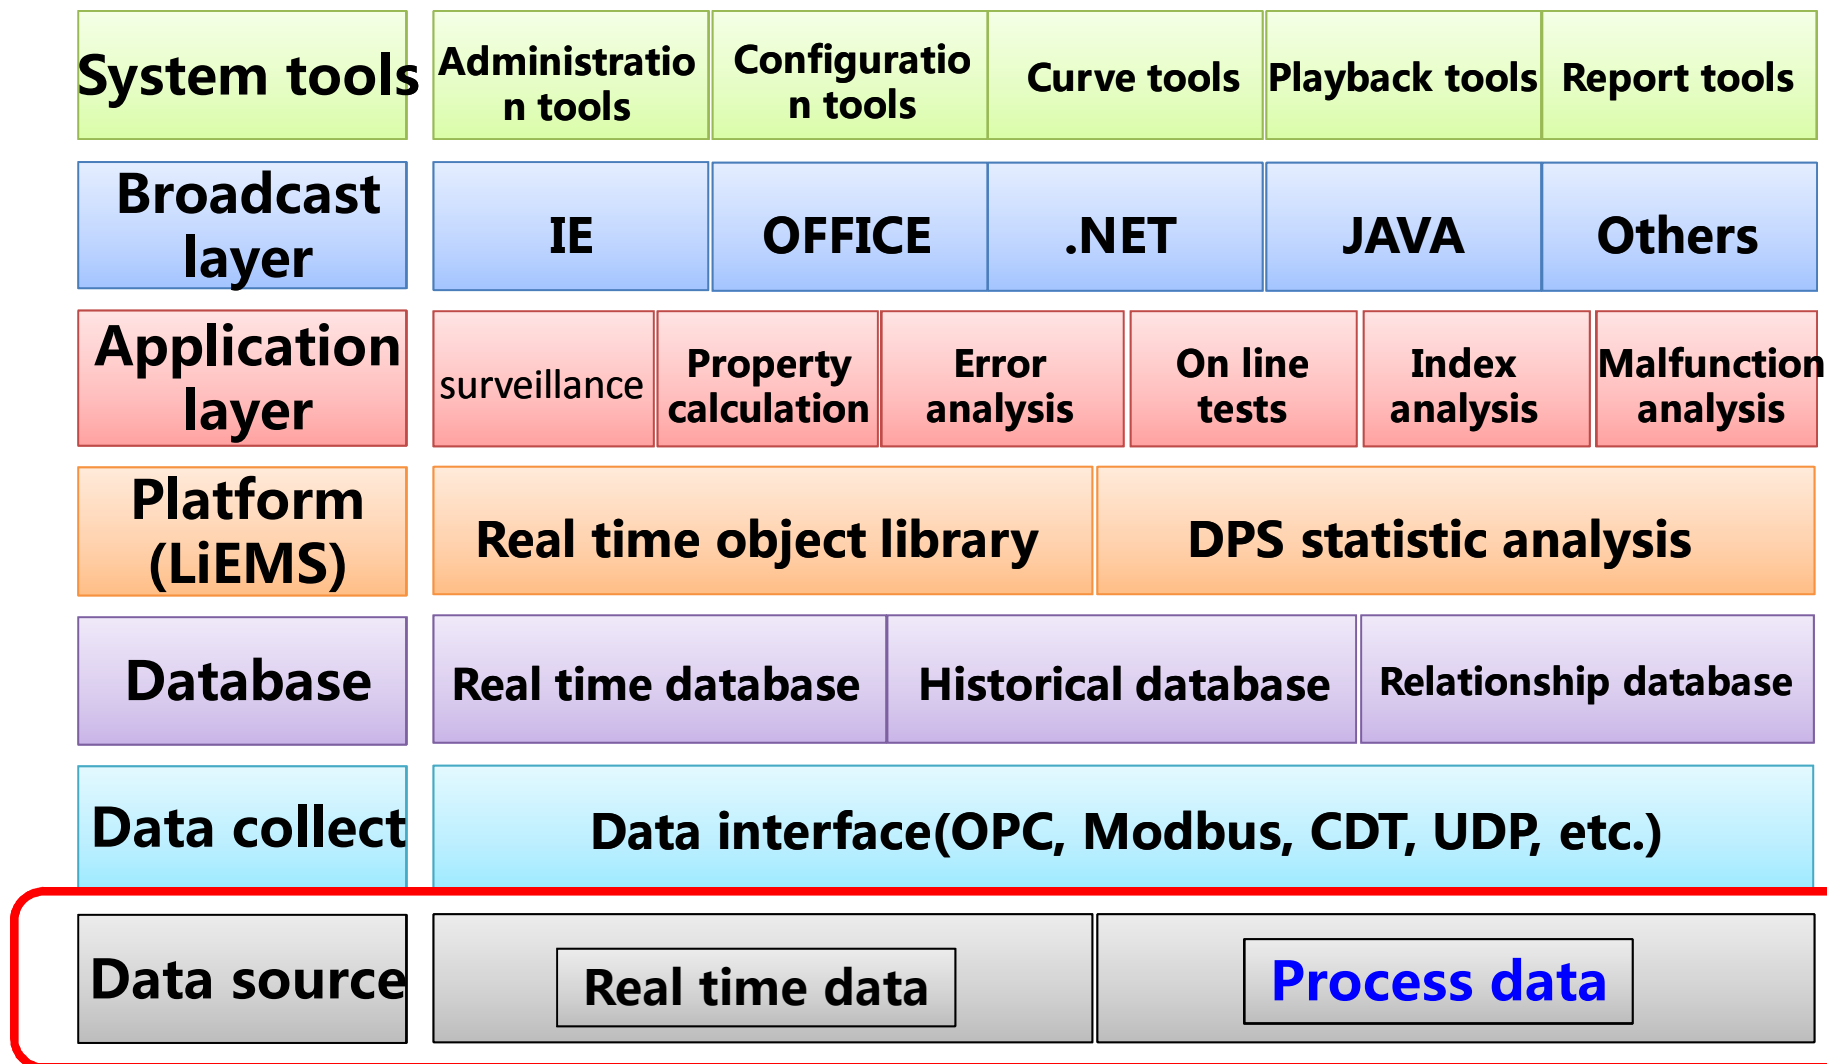 System tools
Administratio
n tools
Configuratio
n tools
Curve tools
Playback tools
Report tools
Broadcast
layer
IE
OFFICE
.NET
JAVA
Others
Application
layer
surveillance
Property
calculation
Error
analysis
On line
tests
Index
analysis
Malfunction
analysis
Platform
(LiEMS)
Real time object library
DPS statistic analysis
Database
Real time database
Historical database
Relationship database
Data collect
Data interface(OPC, Modbus, CDT, UDP, etc.)
Data source
Real time data
Process data